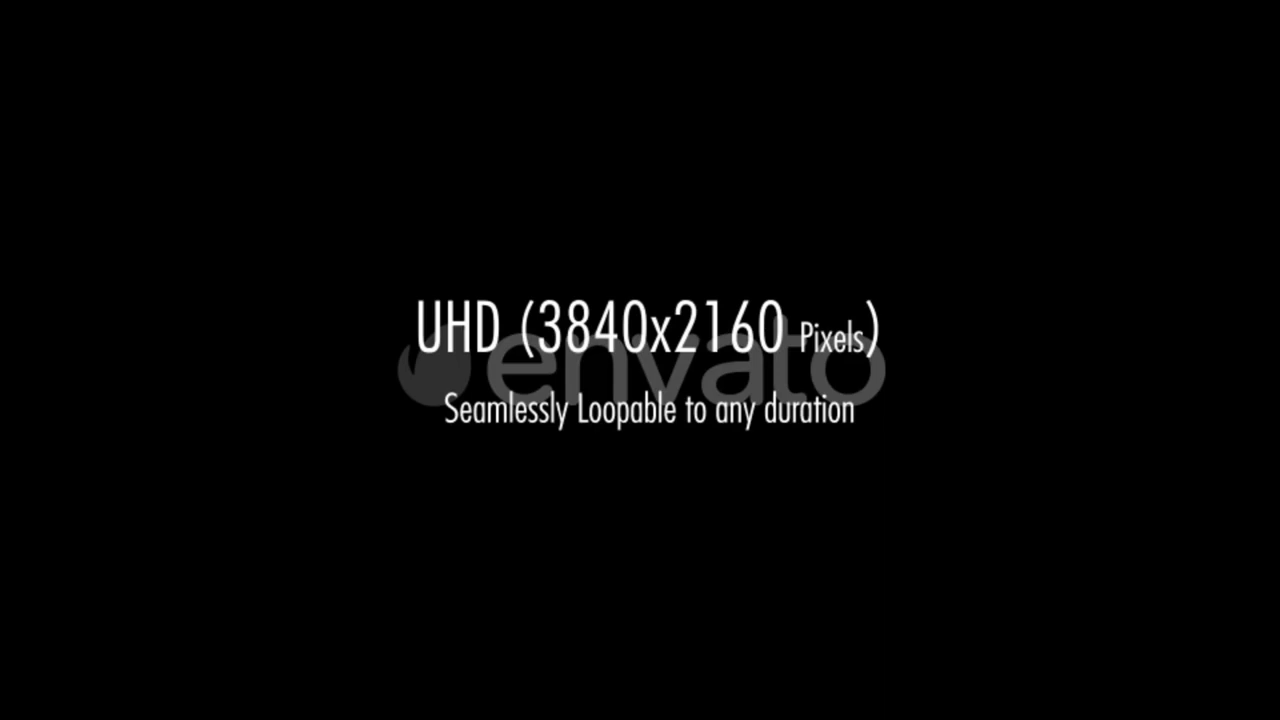 UHD (3840x2160 Pixels)
envato
Seamlessly Loopable to any duration